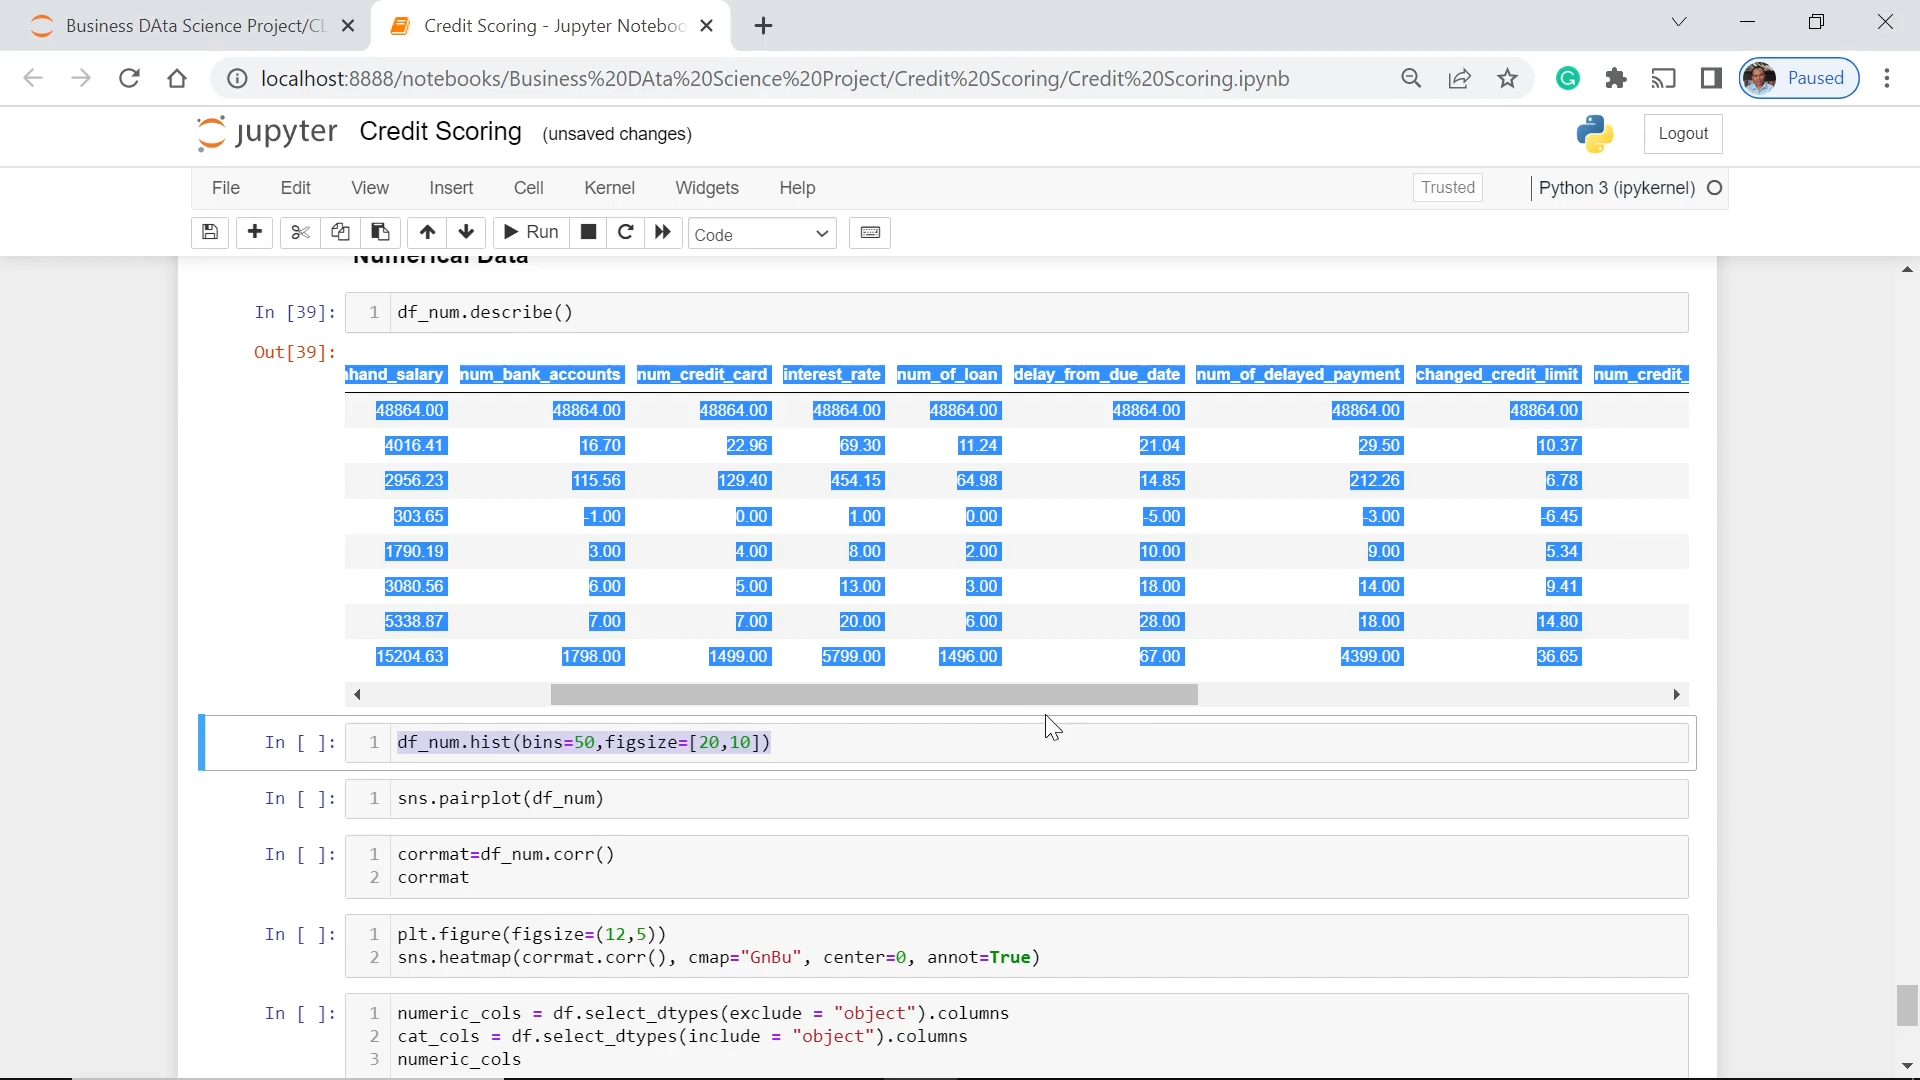 Business DAta Science Project/CL
Credit Scoring - Jupyter Noteboo
localhost:8888/notebooks/Business%20DAta%20Science%20Project/Credit%20Scoring/Credit%20Scoring.ipynb
Paused
jupyter Credit Scoring (unsaved changes)
Logout
File Edit View Insert Cell Kernel Widgets Help
Trusted
Python 3 (ipykernel)
Run
Code
Numerical Data
In [39]: 1 df_num.describe()
Out[39]:
hand_salary num_bank_accounts num_credit_card interest_rate num_of_loan delay_from_due_date num_of_delayed_payment changed_credit_limit num_credit_
48864.00 48864.00 48864.00 48864.00 48864.00 48864.00 48864.00 48864.00
4016.41 16.70 22.96 69.30 11.24 21.04 29.50 10.37
2956.23 115.56 129.40 454.15 64.98 14.85 212.26 6.78
303.65 -1.00 0.00 1.00 0.00 -5.00 -3.00 -6.45
1790.19 3.00 4.00 8.00 2.00 10.00 9.00 5.34
3080.56 6.00 5.00 13.00 3.00 18.00 14.00 9.41
5338.87 7.00 7.00 20.00 6.00 28.00 18.00 14.80
15204.63 1798.00 1499.00 5799.00 1496.00 67.00 4399.00 36.65
In [ ]: 1 df_num.hist(bins=50,figsize=[20,10])
In [ ]: 1 sns.pairplot(df_num)
In [ ]: 1 corrmat=df_num.corr()
2 corrmat
In [ ]: 1 plt.figure(figsize=(12,5))
2 sns.heatmap(corrmat.corr(), cmap="GnBu", center=0, annot=True)
In [ ]: 1 numeric_cols = df.select_dtypes(exclude = "object").columns
2 cat_cols = df.select_dtypes(include = "object").columns
3 numeric_cols